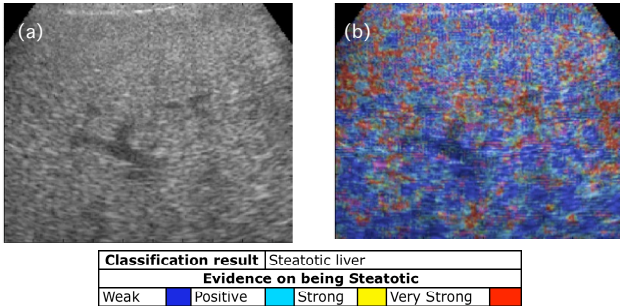 (a)
(b)
Classification result Steatotic liver
Evidence on being Steatotic
Weak Positive Strong Very Strong